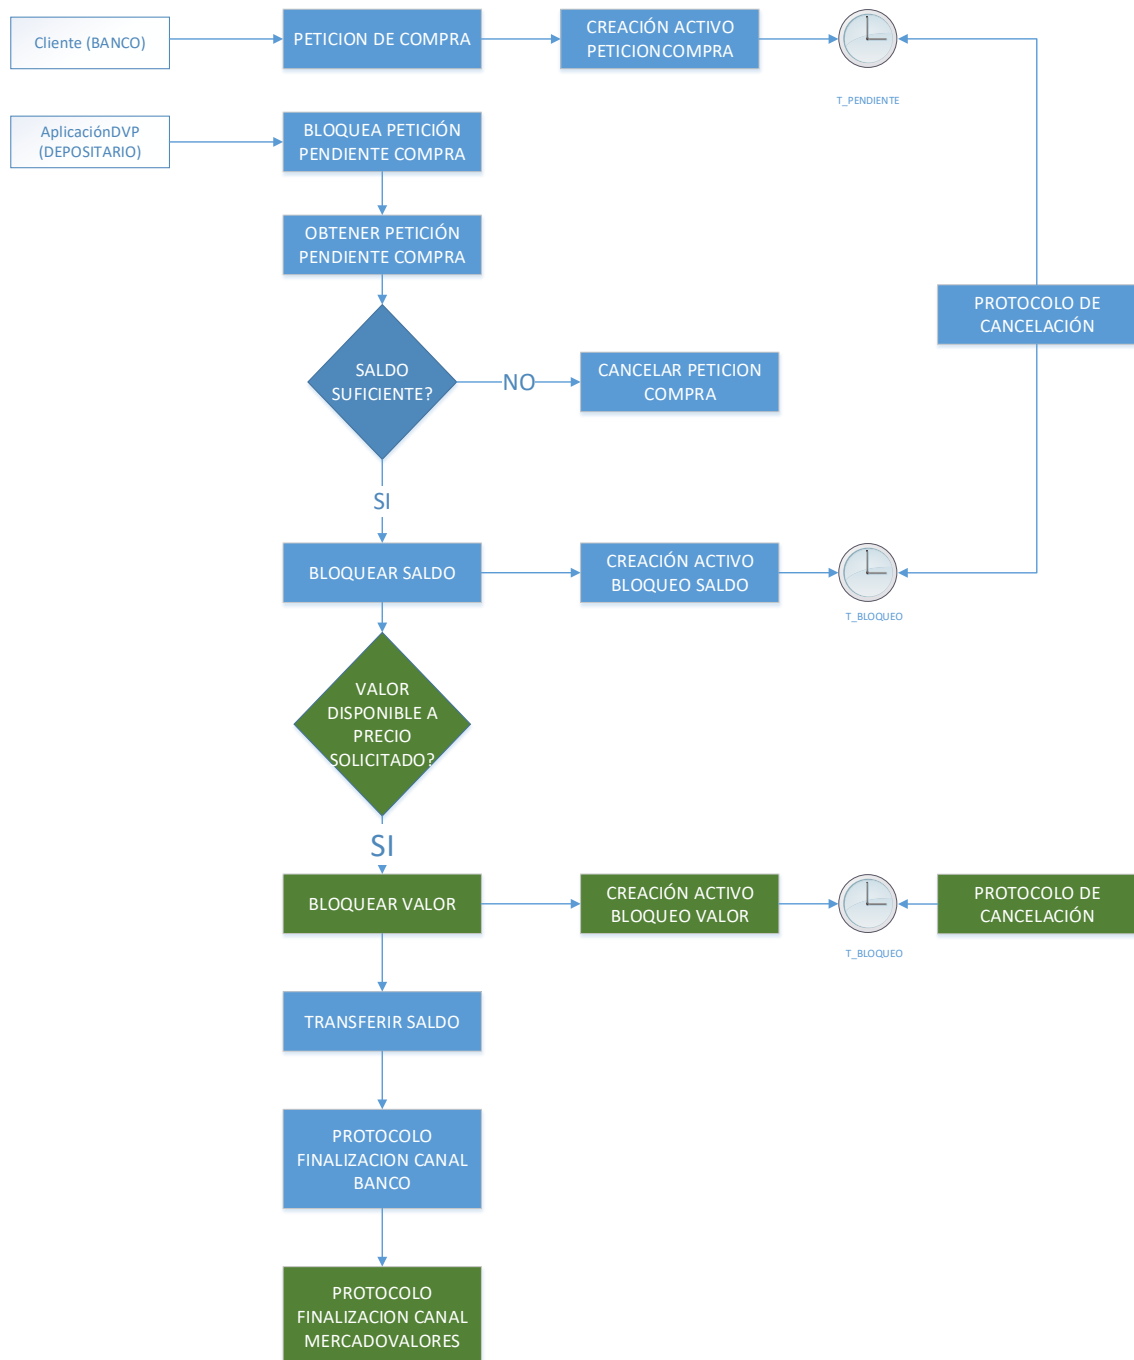 Cliente (BANCO)
PETICION DE COMPRA
CREACIÓN ACTIVO
PETICIONCOMPRA
T_PENDIENTE
AplicaciónDVP
(DEPOSITARIO)
BLOQUEA PETICIÓN
PENDIENTE COMPRA
OBTENER PETICIÓN
PENDIENTE COMPRA
PROTOCOLO DE
CANCELACIÓN
SALDO
SUFICIENTE?
NO
CANCELAR PETICION
COMPRA
SI
BLOQUEAR SALDO
CREACIÓN ACTIVO
BLOQUEO SALDO
T_BLOQUEO
VALOR
DISPONIBLE A
PRECIO
SOLICITADO?
SI
BLOQUEAR VALOR
CREACIÓN ACTIVO
BLOQUEO VALOR
PROTOCOLO DE
CANCELACIÓN
T_BLOQUEO
TRANSFERIR SALDO
PROTOCOLO
FINALIZACION CANAL
BANCO
PROTOCOLO
FINALIZACION CANAL
MERCADOVALORES